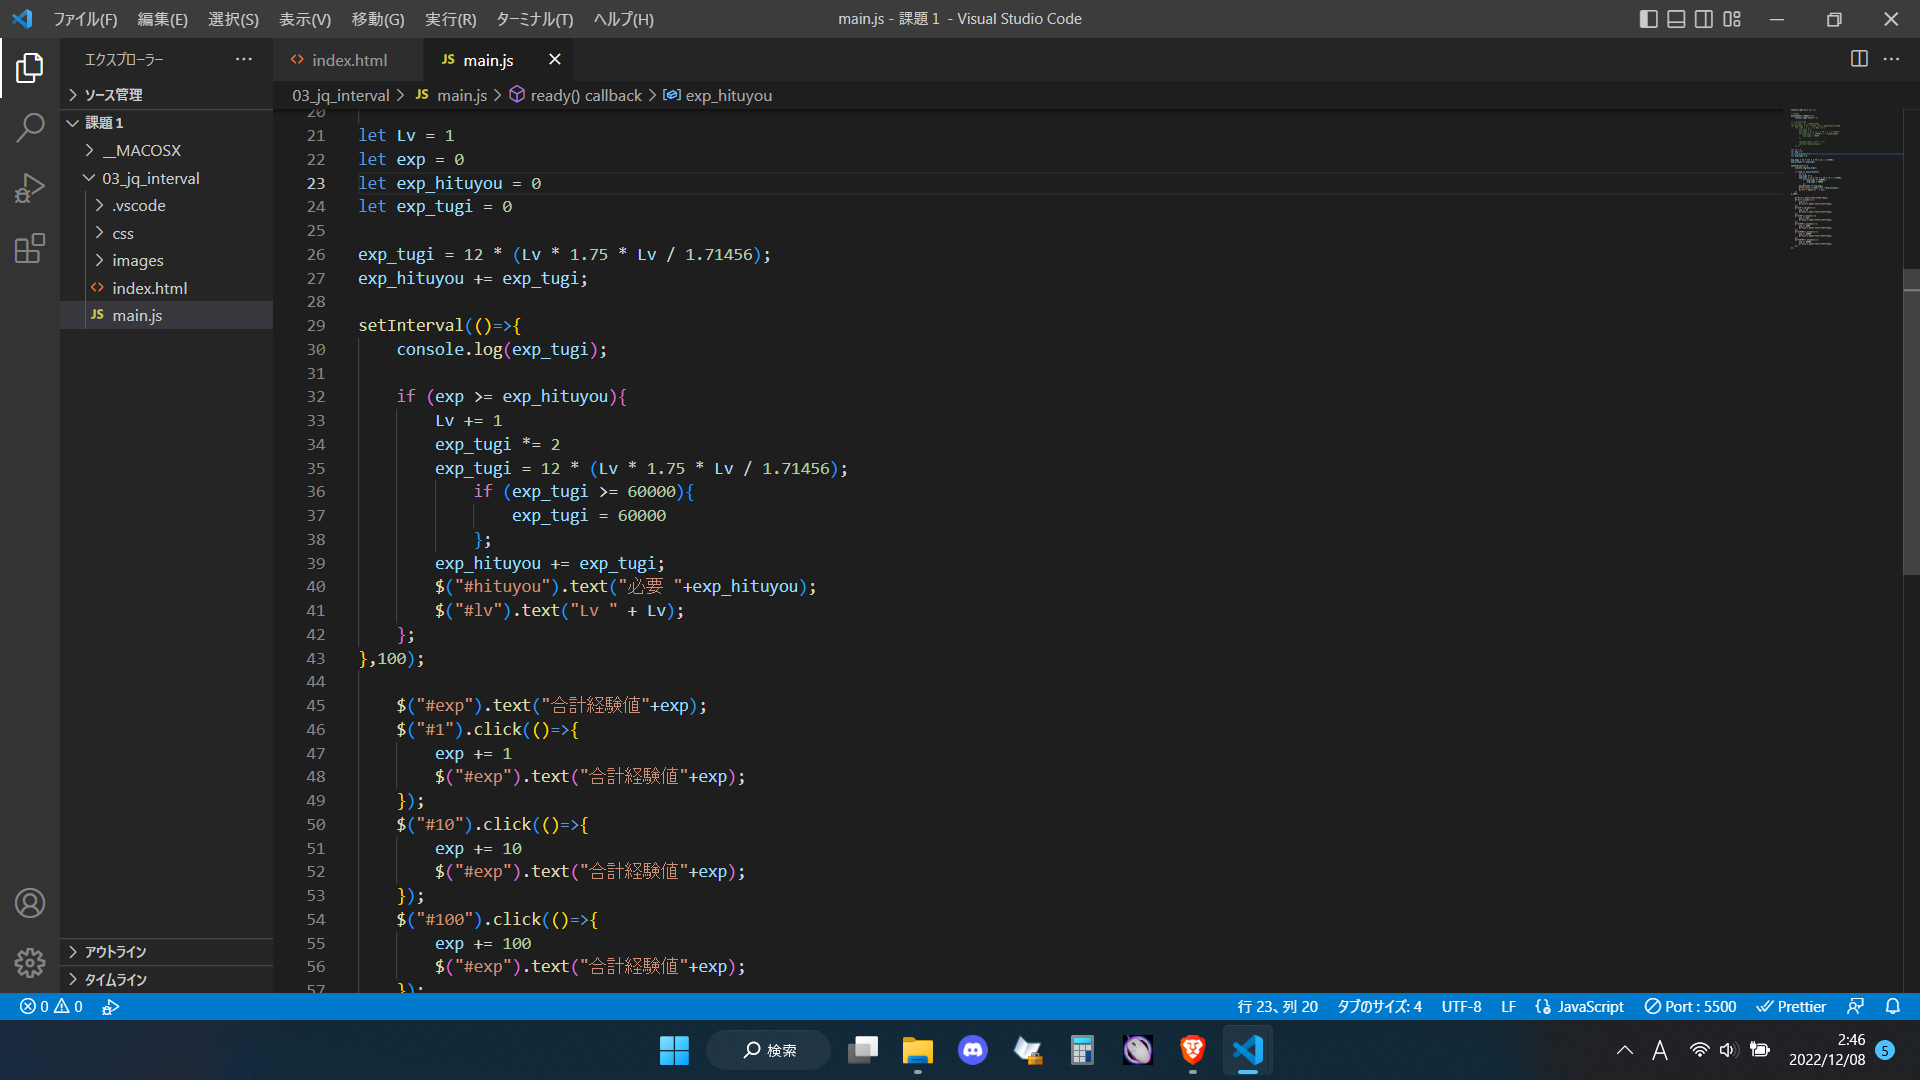 ファイル(F) 編集(E) 選択(S) 表示(V) 移動(G) 実行(R) ターミナル(T) ヘルプ(H) main.js - 課題１ - Visual Studio Code
エクスプローラー
ソース管理
課題１
__MACOSX
03_jq_interval
.vscode
css
images
index.html
JS main.js
アウトライン
タイムライン
index.html JS main.js
03_jq_interval JS main.js ready() callback exp_hituyou
20
21 let Lv = 1
22 let exp = 0
23 let exp_hituyou = 0
24 let exp_tugi = 0
25
26 exp_tugi = 12 * (Lv * 1.75 * Lv / 1.71456);
27 exp_hituyou += exp_tugi;
28
29 setInterval(()=>{
30 console.log(exp_tugi);
31
32 if (exp >= exp_hituyou){
33 Lv += 1
34 exp_tugi *= 2
35 exp_tugi = 12 * (Lv * 1.75 * Lv / 1.71456);
36 if (exp_tugi >= 60000){
37 exp_tugi = 60000
38 };
39 exp_hituyou += exp_tugi;
40 $("#hituyou").text("必要 "+exp_hituyou);
41 $("#lv").text("Lv " + Lv);
42 };
43 },100);
44
45 $("#exp").text("合計経験値"+exp);
46 $("#1").click(()=>{
47 exp += 1
48 $("#exp").text("合計経験値"+exp);
49 });
50 $("#10").click(()=>{
51 exp += 10
52 $("#exp").text("合計経験値"+exp);
53 });
54 $("#100").click(()=>{
55 exp += 100
56 $("#exp").text("合計経験値"+exp);
57 });
0 0 行 23、列 20 タブのサイズ: 4 UTF-8 LF JavaScript Port : 5500 Prettier
検索
A 2:46
2022/12/08 5